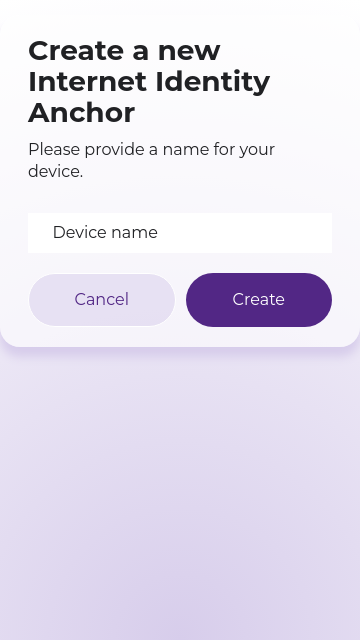 Create a new
Internet Identity
Anchor
Please provide a name for your
device.
Device name
Cancel
Create